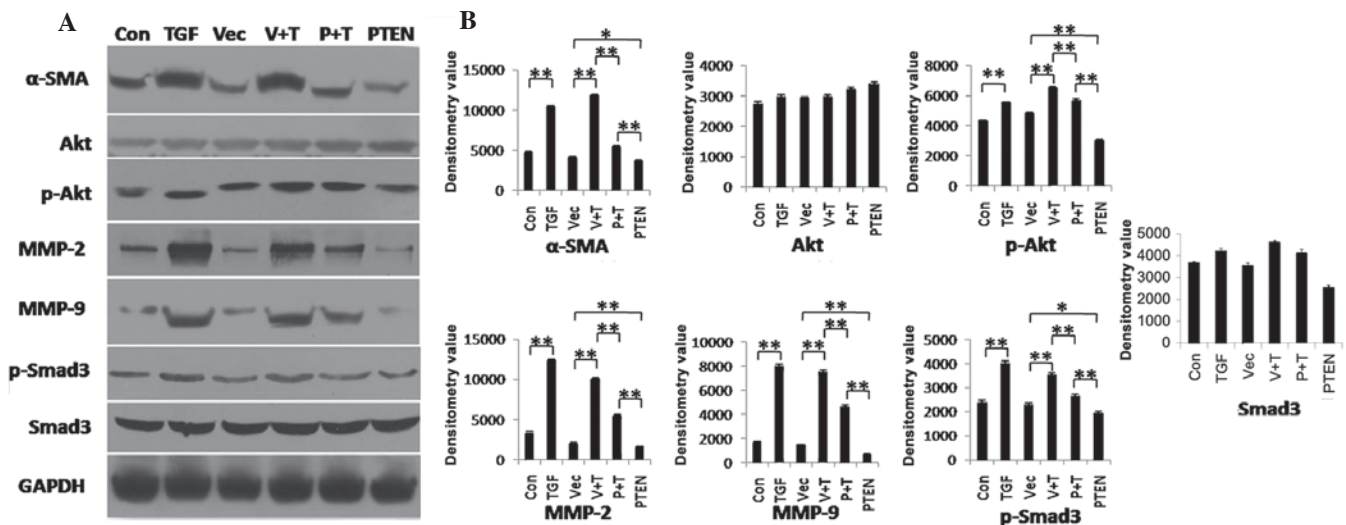 A
Con TGF Vec V+T P+T PTEN
α-SMA
Akt
p-Akt
MMP-2
MMP-9
p-Smad3
Smad3
GAPDH
B
Densitometry value
15000
10000
5000
0
**
**
**
*
**
Con
TGF
Vec
V+T
P+T
PTEN
α-SMA
Densitometry value
4000
3000
2000
1000
0
Con
TGF
Vec
V+T
P+T
PTEN
Akt
Densitometry value
8000
6000
4000
2000
0
**
**
**
**
**
Con
TGF
Vec
V+T
P+T
PTEN
p-Akt
Densitometry value
15000
10000
5000
0
**
**
**
**
**
Con
TGF
Vec
V+T
P+T
PTEN
MMP-2
Densitometry value
10000
8000
6000
4000
2000
0
**
**
**
**
**
Con
TGF
Vec
V+T
P+T
PTEN
MMP-9
Densitometry value
5000
4000
3000
2000
1000
0
**
**
*
**
**
Con
TGF
Vec
V+T
P+T
PTEN
p-Smad3
Densitometry value
5000
4000
3000
2000
1000
0
Con
TGF
Vec
V+T
P+T
PTEN
Smad3